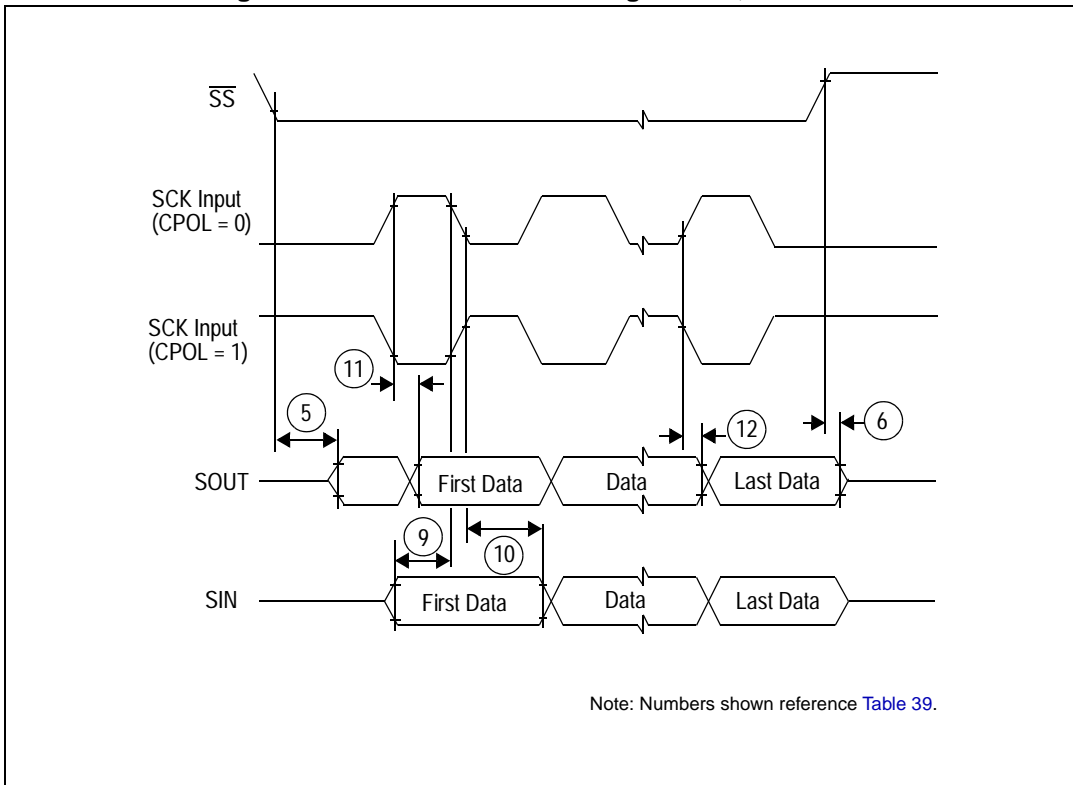 SS
SCK Input
(CPOL = 0)
SCK Input
(CPOL = 1)
11
5
12
6
SOUT
First Data
Data
Last Data
9
10
SIN
First Data
Data
Last Data
Note: Numbers shown reference Table 39.